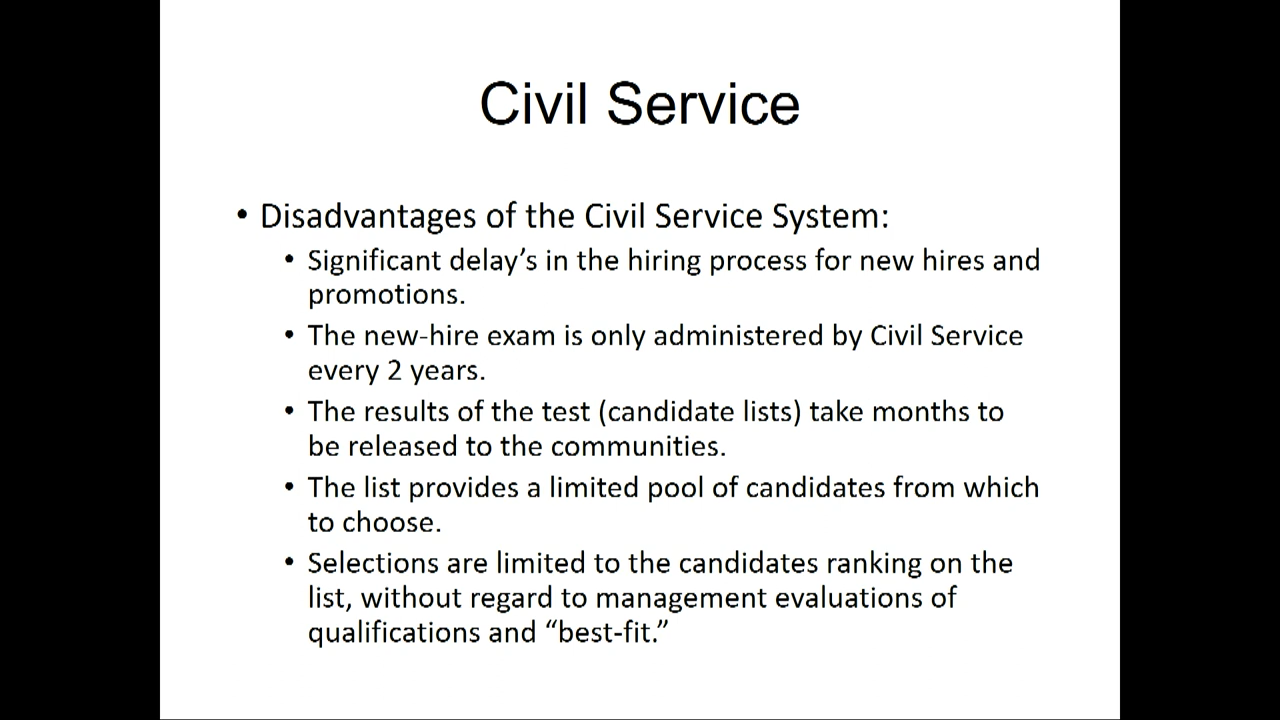 Civil Service
• Disadvantages of the Civil Service System:
• Significant delay’s in the hiring process for new hires and
promotions.
• The new-hire exam is only administered by Civil Service
every 2 years.
• The results of the test (candidate lists) take months to
be released to the communities.
• The list provides a limited pool of candidates from which
to choose.
• Selections are limited to the candidates ranking on the
list, without regard to management evaluations of
qualifications and “best-fit.”